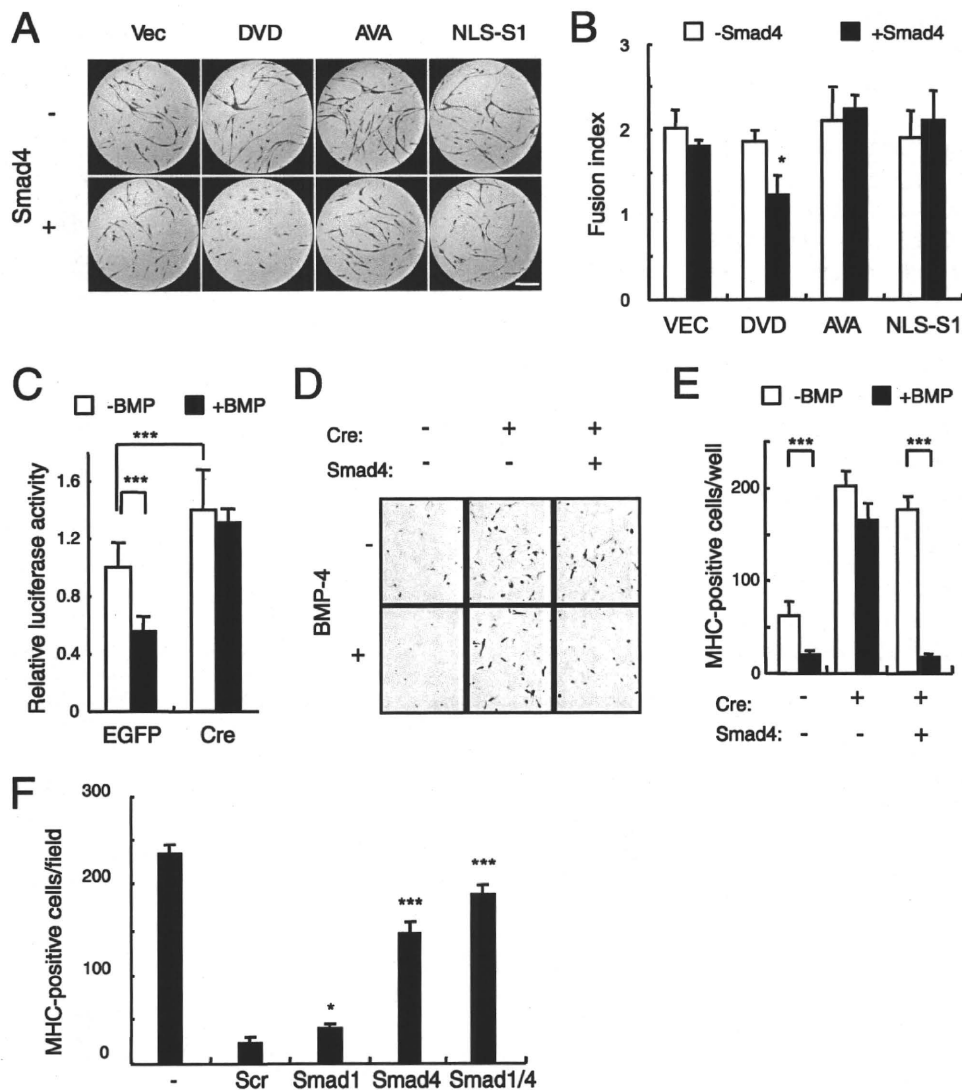 A
Vec DVD AVA NLS-S1
Smad4
-
+
B
-Smad4 +Smad4
Fusion index
3
2
1
0
*
VEC DVD AVA NLS-S1
C
-BMP +BMP
Relative luciferase activity
1.6
1.2
0.8
0.4
0
***
***
EGFP Cre
D
Cre: - + +
Smad4: - - +
BMP-4
-
+
E
-BMP +BMP
MHC-positive cells/well
200
100
0
*** ***
Cre: - + +
Smad4: - - +
F
MHC-positive cells/field
300
200
100
0
* *** ***
- Scr Smad1 Smad4 Smad1/4